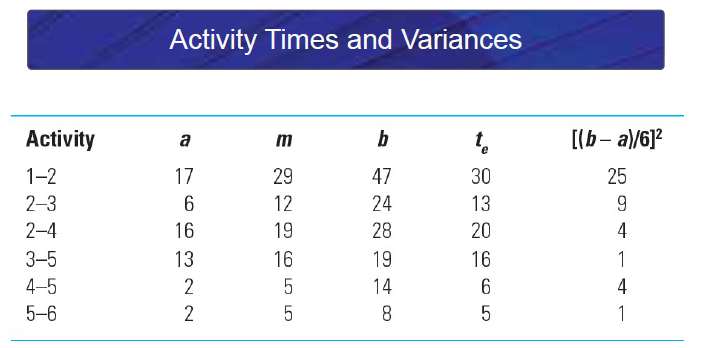 Activity Times and Variances
Activity a m b te [(b – a)/6]²
1–2 17 29 47 30 25
2–3 6 12 24 13 9
2–4 16 19 28 20 4
3–5 13 16 19 16 1
4–5 2 5 14 6 4
5–6 2 5 8 5 1